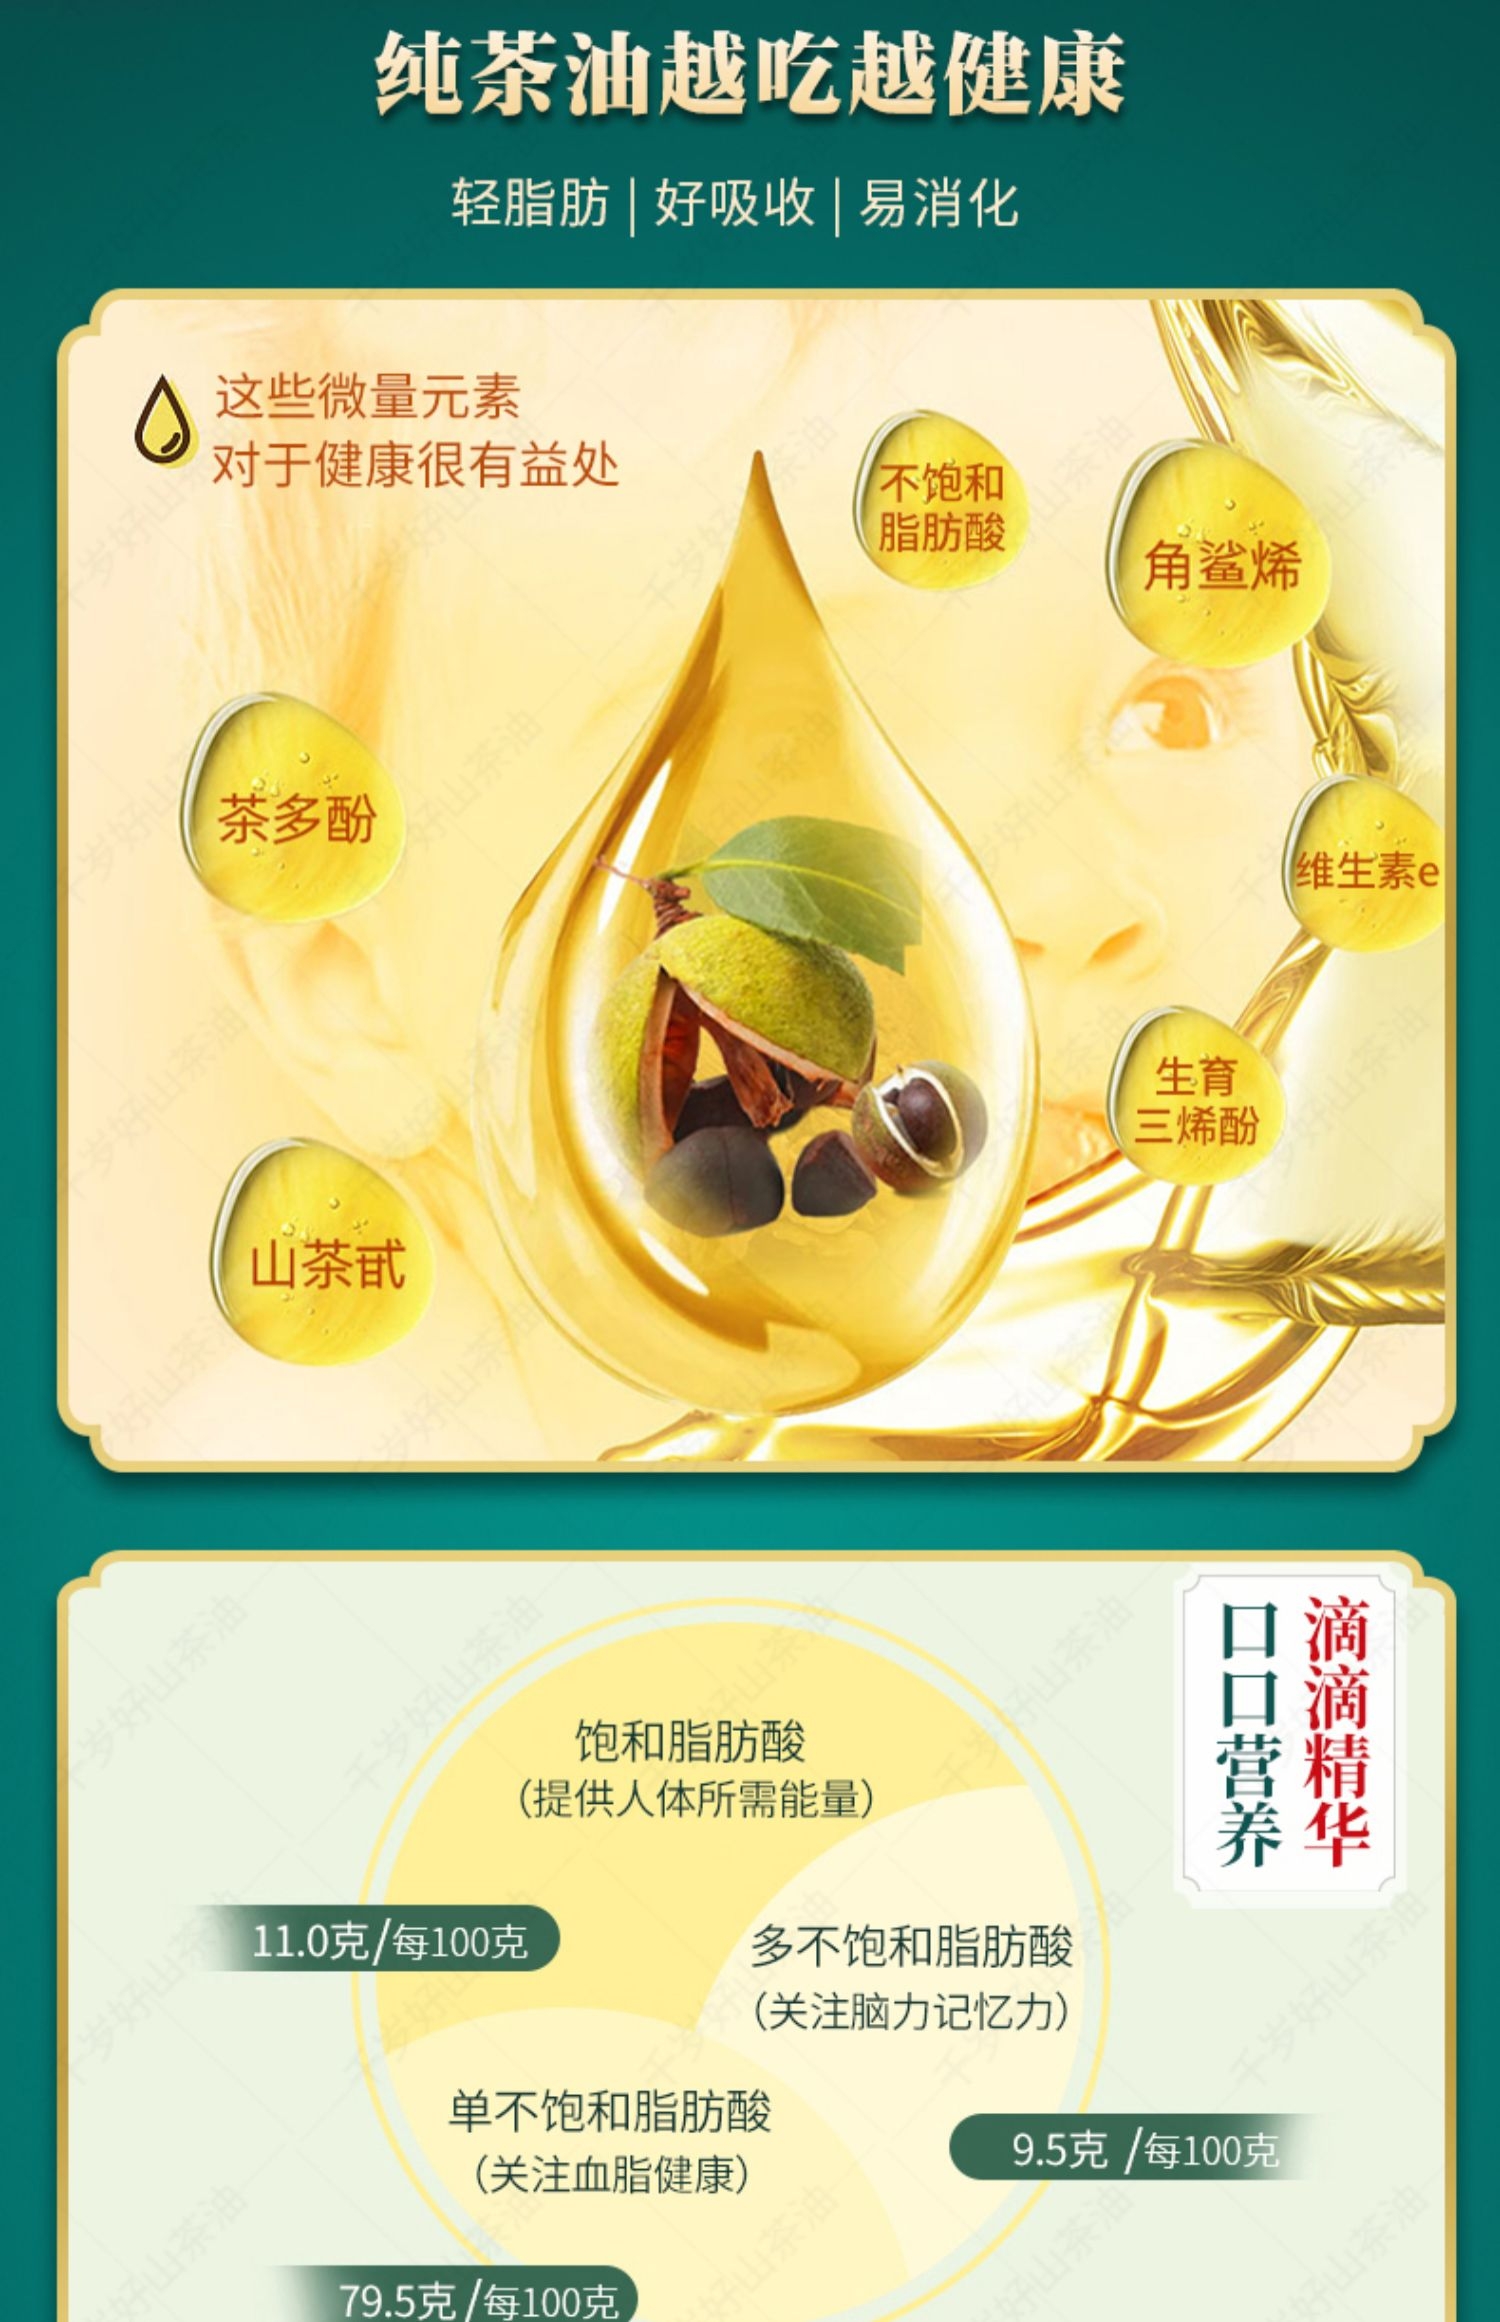 纯茶油越吃越健康
轻脂肪|好吸收|易消化
这些微量元素
对于健康很有益处
不饱和
脂肪酸
角鲨烯
茶多酚
维生素e
生育
三烯酚
山茶甙
滴滴精华
口口营养
饱和脂肪酸
(提供人体所需能量)
11.0克/每100克
多不饱和脂肪酸
(关注脑力记忆力)
单不饱和脂肪酸
(关注血脂健康)
9.5克 /每100克
79.5克/每100克
千岁好山茶油